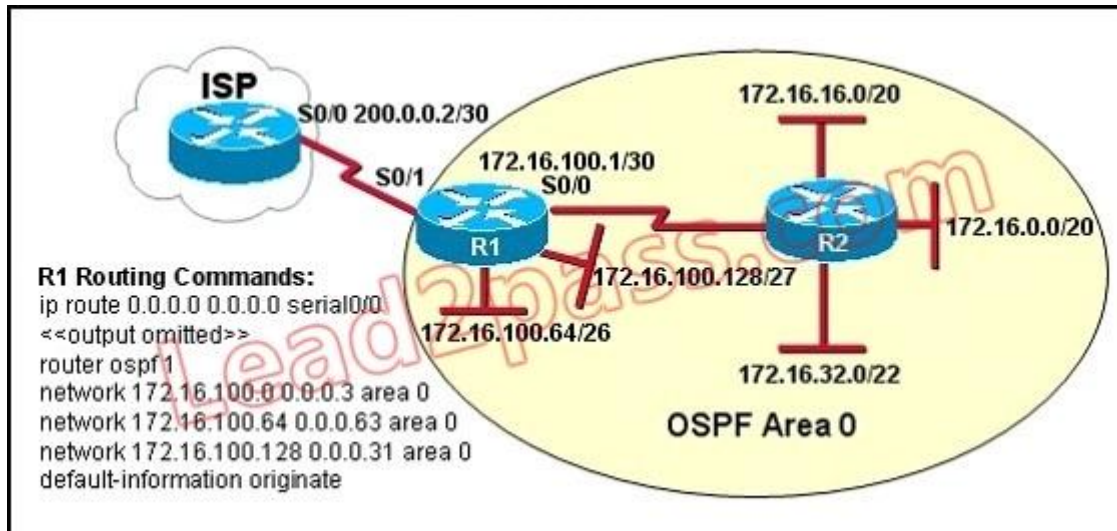 ISP
S0/0 200.0.0.2/30
S0/1
172.16.100.1/30
S0/0
R1
172.16.100.128/27
172.16.100.64/26
172.16.16.0/20
R2
172.16.0.0/20
172.16.32.0/22
OSPF Area 0
R1 Routing Commands:
ip route 0.0.0.0 0.0.0.0 serial0/0
<<output omitted>>
router ospf 1
network 172.16.100.0 0.0.0.3 area 0
network 172.16.100.64 0.0.0.63 area 0
network 172.16.100.128 0.0.0.31 area 0
default-information originate
Lead2pass.com